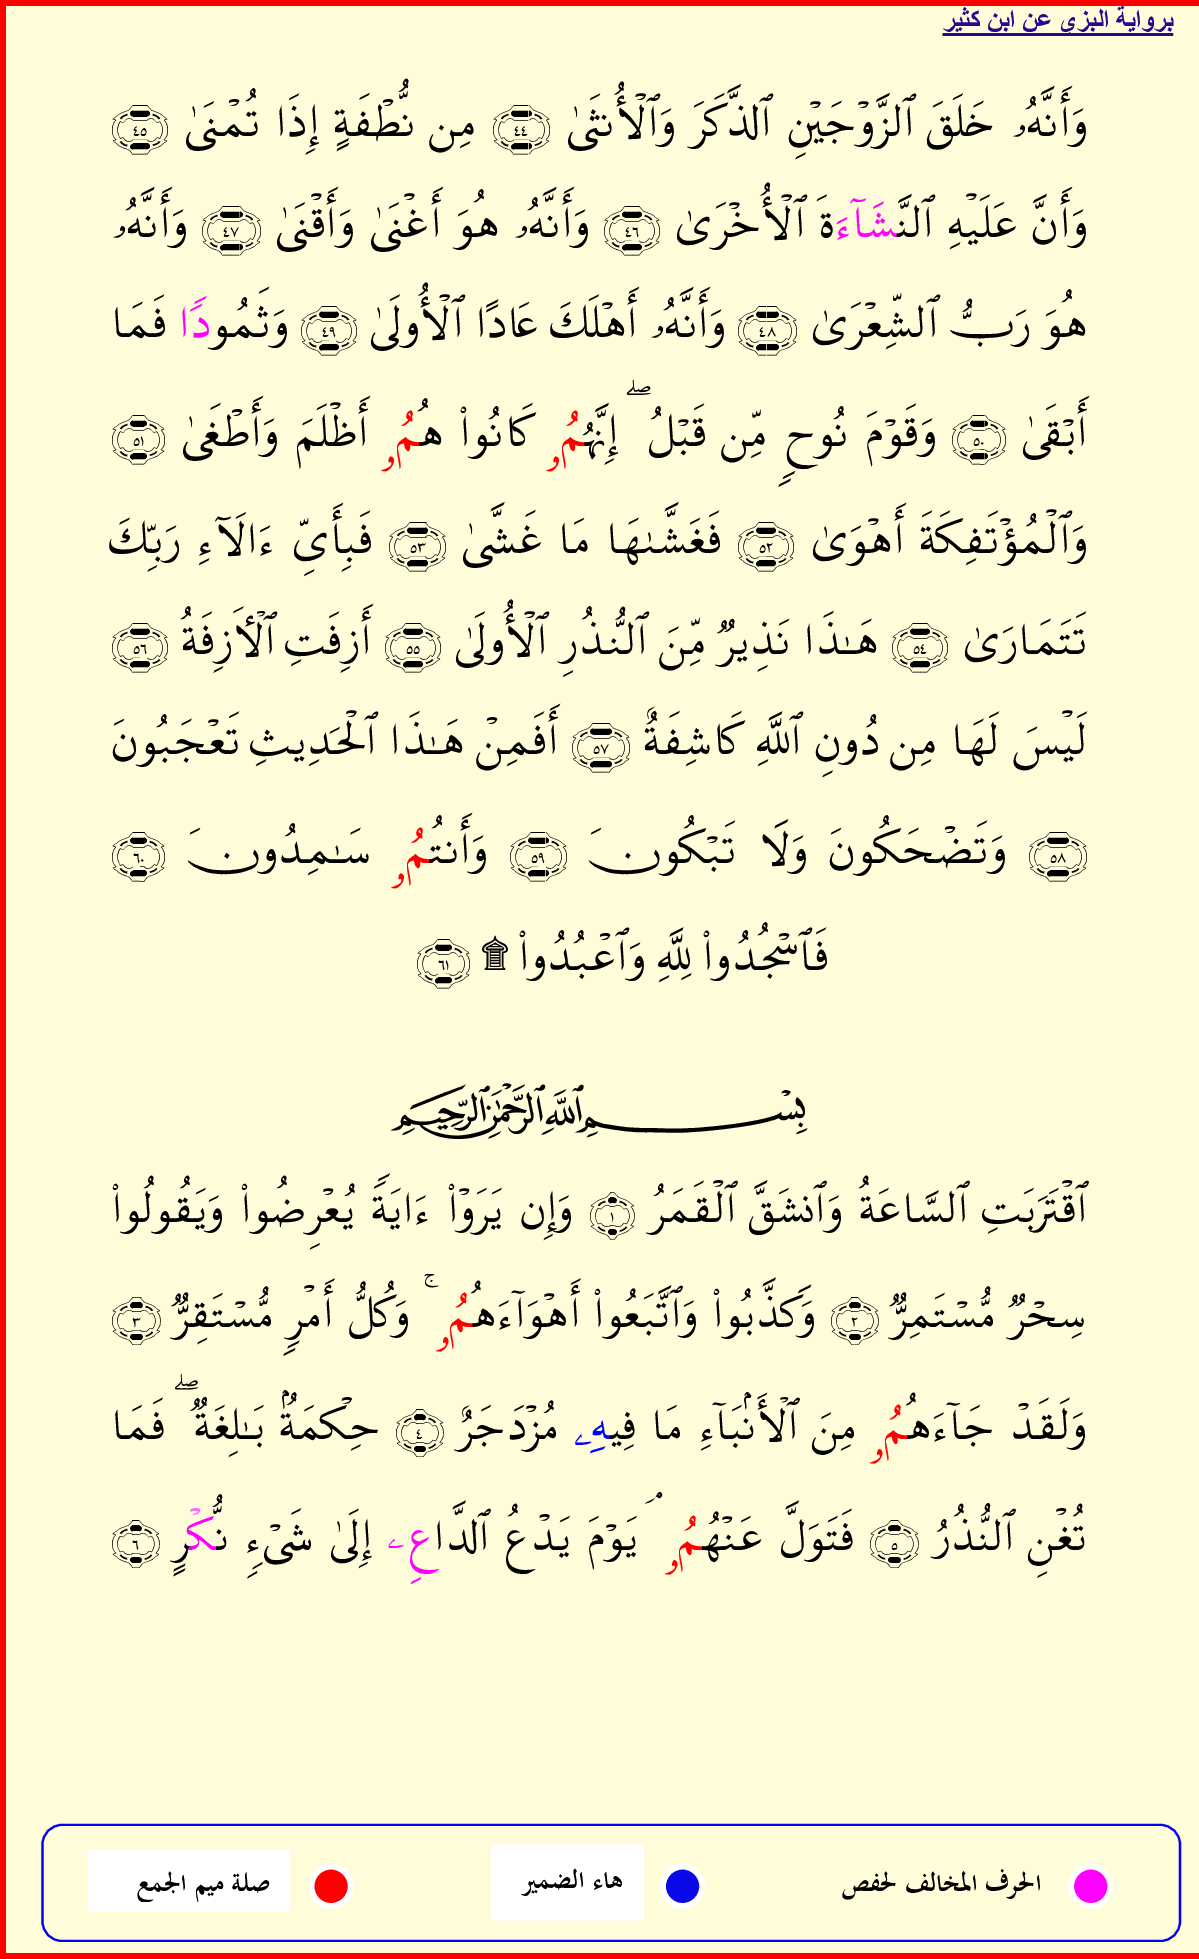 برواية البزي عن ابن كثير
وَأَنَّهُۥ خَلَقَ ٱلزَّوْجَيْنِ ٱلذَّكَرَ وَٱلْأُنثَىٰ ٤٤ مِن نُّطْفَةٍ إِذَا تُمْنَىٰ ٤٥
وَأَنَّ عَلَيْهِ ٱلنَّشَآءَةَ ٱلْأُخْرَىٰ ٤٦ وَأَنَّهُۥ هُوَ أَغْنَىٰ وَأَقْنَىٰ ٤٧ وَأَنَّهُۥ
هُوَ رَبُّ ٱلشِّعْرَىٰ ٤٨ وَأَنَّهُۥ أَهْلَكَ عَادًا ٱلْأُولَىٰ ٤٩ وَثَمُودًا فَمَا
أَبْقَىٰ ٥٠ وَقَوْمَ نُوحٍ مِّن قَبْلُ ۖ إِنَّهُمُۥ كَانُوا۟ هُمُۥ أَظْلَمَ وَأَطْغَىٰ ٥١
وَٱلْمُؤْتَفِكَةَ أَهْوَىٰ ٥٢ فَغَشَّىٰهَا مَا غَشَّىٰ ٥٣ فَبِأَىِّ ءَالَآءِ رَبِّكَ
تَتَمَارَىٰ ٥٤ هَـٰذَا نَذِيرٌ مِّنَ ٱلنُّذُرِ ٱلْأُولَىٰ ٥٥ أَزِفَتِ ٱلْأَزِفَةُ ٥٦
لَيْسَ لَهَا مِن دُونِ ٱللَّهِ كَاشِفَةٌ ٥٧ أَفَمِنْ هَـٰذَا ٱلْحَدِيثِ تَعْجَبُونَ
٥٨ وَتَضْحَكُونَ وَلَا تَبْكُونَ ٥٩ وَأَنتُمُۥ سَـٰمِدُونَ ٦٠
فَٱسْجُدُوا۟ لِلَّهِ وَٱعْبُدُوا۟ ۩ ٦١
بِسْمِ ٱللَّهِ ٱلرَّحْمَـٰنِ ٱلرَّحِيمِ
ٱقْتَرَبَتِ ٱلسَّاعَةُ وَٱنشَقَّ ٱلْقَمَرُ ١ وَإِن يَرَوْا۟ ءَايَةً يُعْرِضُوا۟ وَيَقُولُوا۟
سِحْرٌ مُّسْتَمِرٌّ ٢ وَكَذَّبُوا۟ وَٱتَّبَعُوا۟ أَهْوَآءَهُمُۥ ۚ وَكُلُّ أَمْرٍ مُّسْتَقِرٌّ ٣
وَلَقَدْ جَآءَهُمُۥ مِنَ ٱلْأَنۢبَآءِ مَا فِيهِۦ مُزْدَجَرٌ ٤ حِكْمَةٌۢ بَـٰلِغَةٌ ۖ فَمَا
تُغْنِ ٱلنُّذُرُ ٥ فَتَوَلَّ عَنْهُمُۥ ۘ يَوْمَ يَدْعُ ٱلدَّاعِۦ إِلَىٰ شَىْءٍ نُّكْرٍ ٦
الحرف المخالف لحفص هاء الضمير صلة ميم الجمع